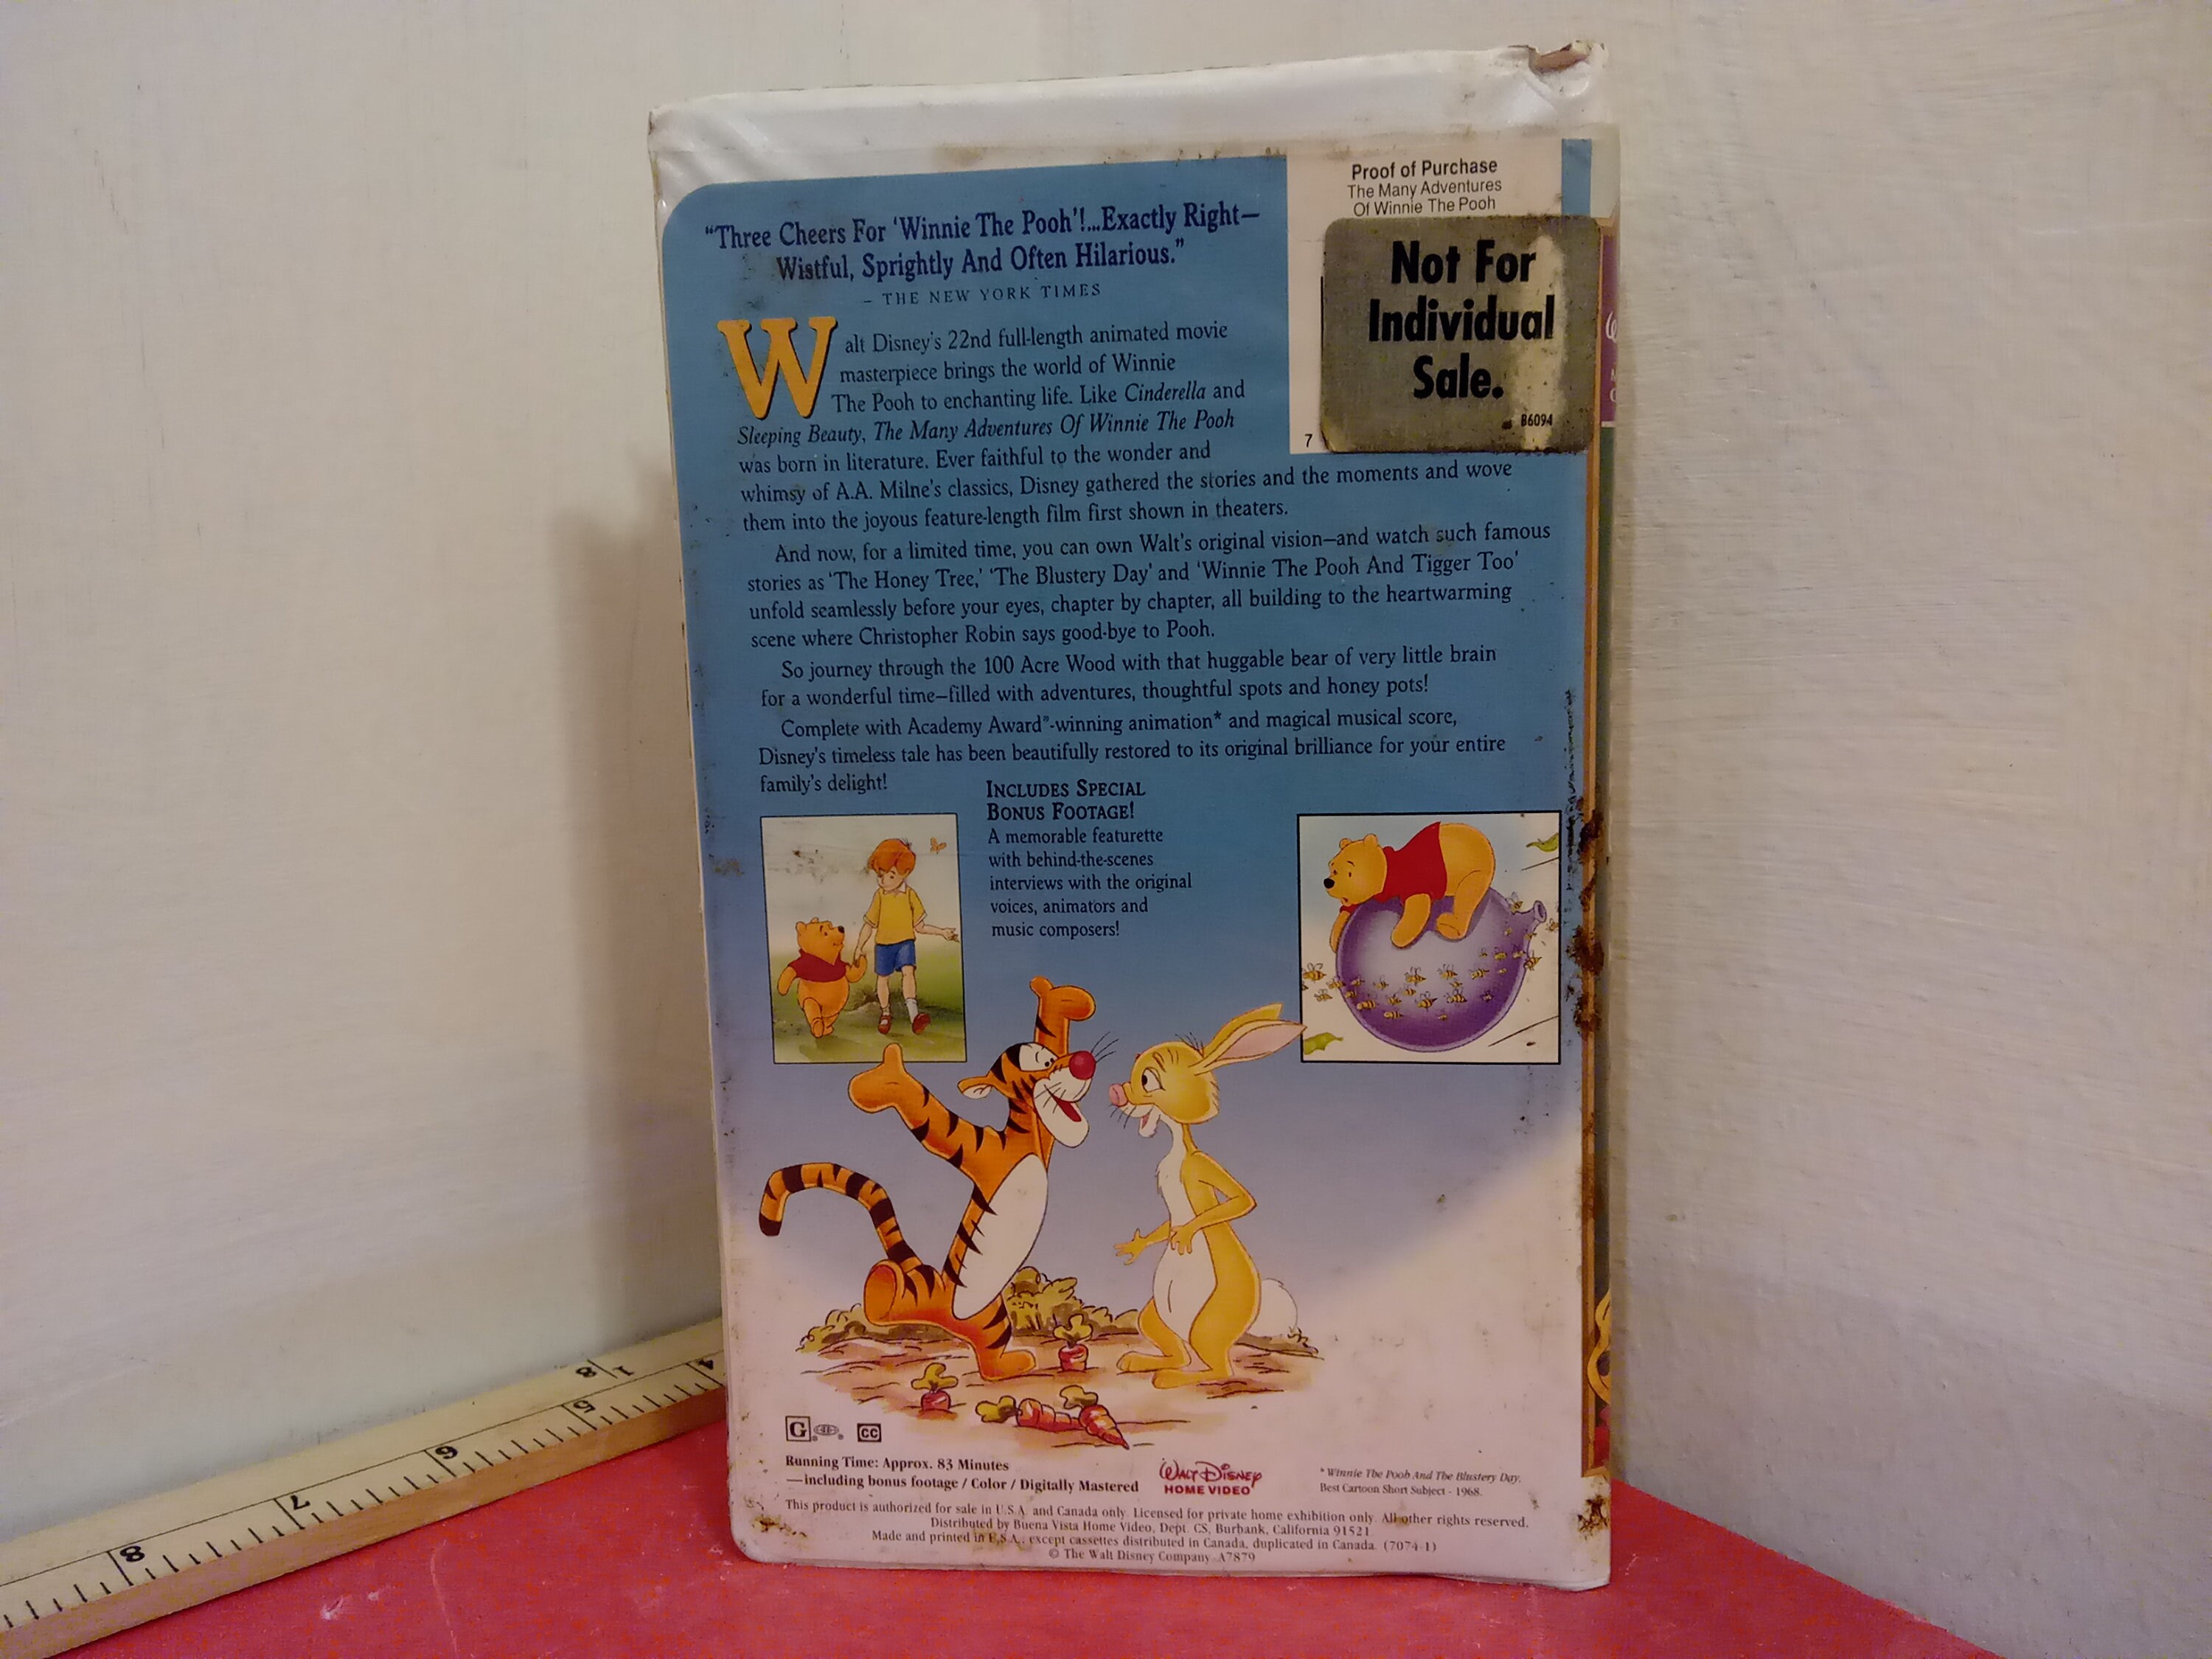 "Three Cheers For 'Winnie The Pooh'!...Exactly Right—
Wistful, Sprightly And Often Hilarious."
– THE NEW YORK TIMES
Walt Disney's 22nd full-length animated movie
masterpiece brings the world of Winnie
The Pooh to enchanting life. Like Cinderella and
Sleeping Beauty, The Many Adventures Of Winnie The Pooh
was born in literature. Ever faithful to the wonder and
whimsy of A.A. Milne's classics, Disney gathered the stories and the moments and wove
them into the joyous feature-length film first shown in theaters.
And now, for a limited time, you can own Walt's original vision—and watch such famous
stories as 'The Honey Tree,' 'The Blustery Day' and 'Winnie The Pooh And Tigger Too'
unfold seamlessly before your eyes, chapter by chapter, all building to the heartwarming
scene where Christopher Robin says good-bye to Pooh.
So journey through the 100 Acre Wood with that huggable bear of very little brain
for a wonderful time—filled with adventures, thoughtful spots and honey pots!
Complete with Academy Award®-winning animation* and magical musical score,
Disney's timeless tale has been beautifully restored to its original brilliance for your entire
family's delight!
Proof of Purchase
The Many Adventures
Of Winnie The Pooh
Not For
Individual
Sale.
B6094
7
INCLUDES SPECIAL
BONUS FOOTAGE!
A memorable featurette
with behind-the-scenes
interviews with the original
voices, animators and
music composers!
G CC
Running Time: Approx. 83 Minutes
—including bonus footage / Color / Digitally Mastered
WALT DISNEY
HOME VIDEO
* Winnie The Pooh And The Blustery Day,
Best Cartoon Short Subject - 1968.
This product is authorized for sale in U.S.A. and Canada only. Licensed for private home exhibition only. All other rights reserved.
Distributed by Buena Vista Home Video, Dept. CS, Burbank, California 91521
Made and printed in U.S.A., except cassettes distributed in Canada, duplicated in Canada. (7074-1)
© The Walt Disney Company A7879
8 7 6 5 4
1/8